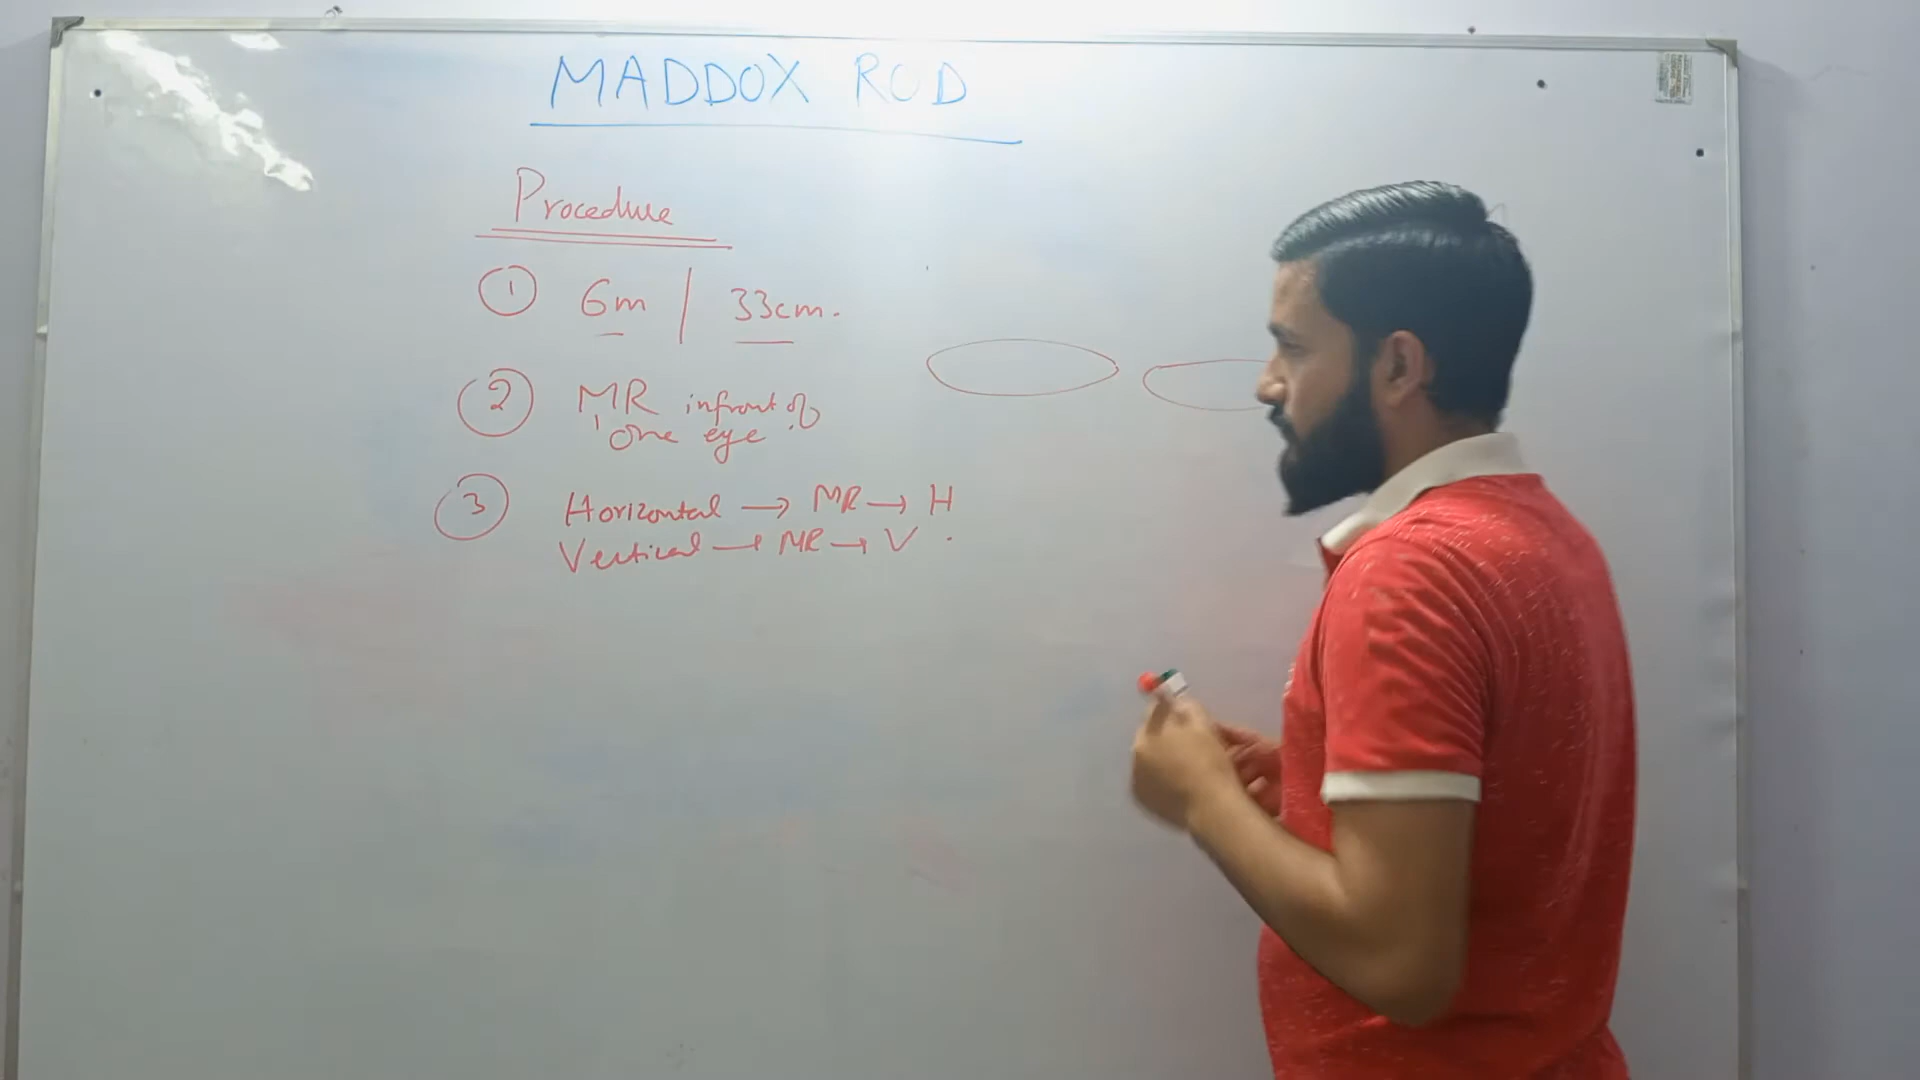 MADDOX ROD
Procedure
① 6m / 33cm.
② MR infront of
one eye.
③ Horizontal → MR → H
Vertical → MR → V.